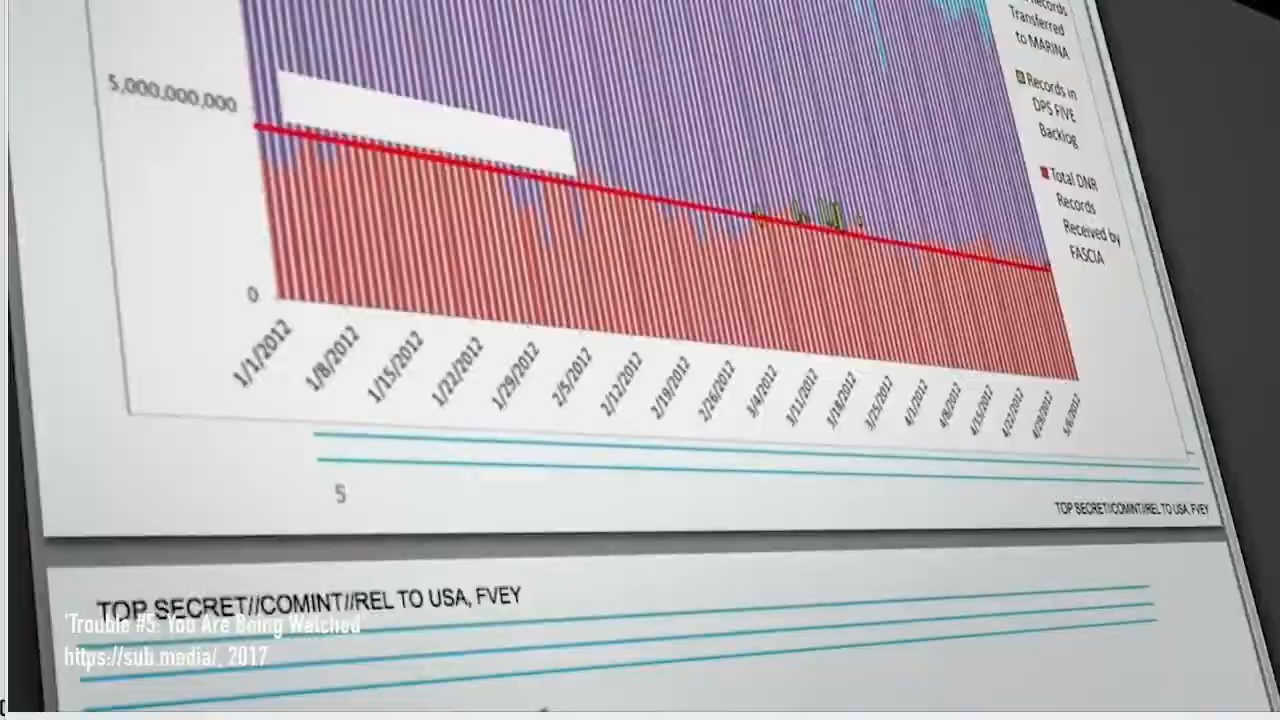 Records
Transferred
to MARINA
5,000,000,000
Records in
DPS FIVE
Backlog
Total DNR
Records
Received by
FASCIA
0
1/1/2012
1/8/2012
1/15/2012
1/22/2012
1/29/2012
2/5/2012
2/12/2012
2/19/2012
2/26/2012
3/4/2012
3/11/2012
3/18/2012
3/25/2012
4/1/2012
4/8/2012
4/15/2012
4/22/2012
4/29/2012
5/6/2012
5
TOP SECRET//COMINT//REL TO USA, FVEY
TOP SECRET//COMINT//REL TO USA, FVEY
'Trouble #5: You Are Being Watched'
https://sub.media/, 2017